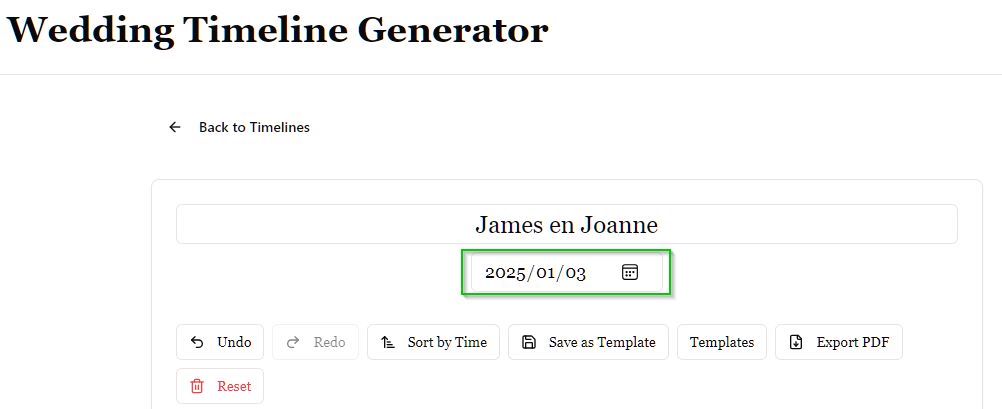 Wedding Timeline Generator
Back to Timelines
James en Joanne
2025/01/03
Undo Redo Sort by Time Save as Template Templates Export PDF
Reset